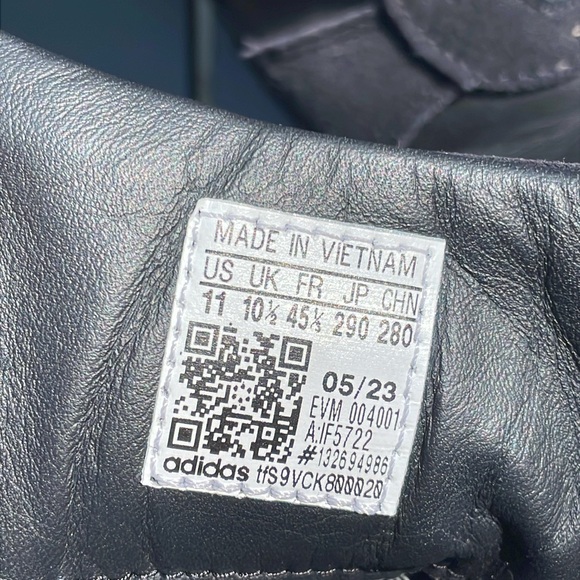 MADE IN VIETNAM
US UK FR JP CHN
11 10½ 45⅓ 290 280
05/23
EVM 004001
A:IF5722
#132694986
adidas tfS9VCK800020